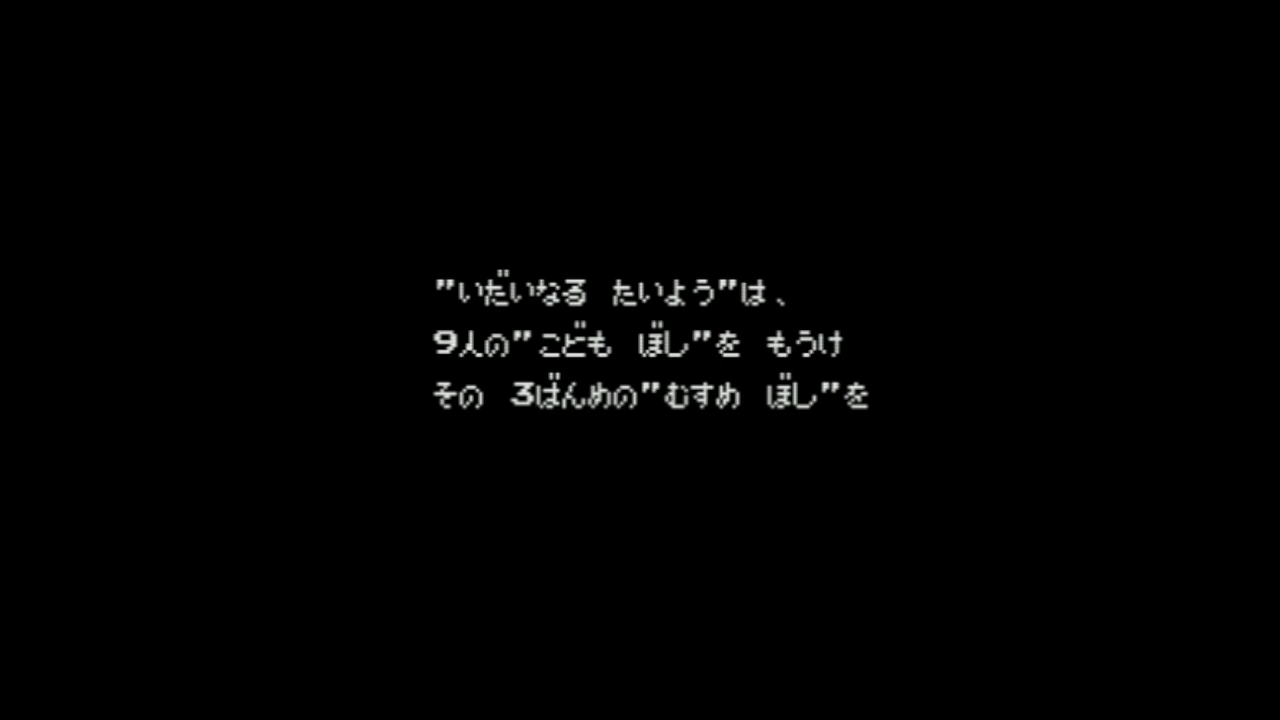 "いだいなる たいよう"は、
9人の"こども ぼし"を もうけ
その 3ばんめの"むすめ ぼし"を